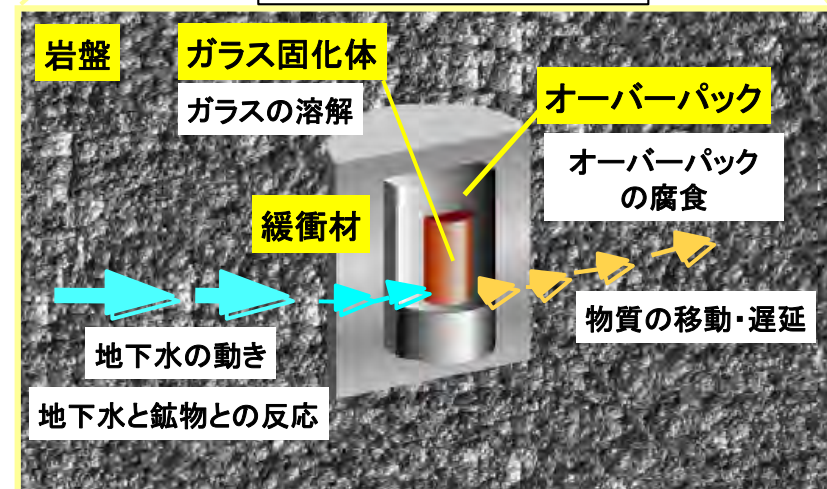 岩盤
ガラス固化体
ガラスの溶解
オーバーパック
オーバーパック
の腐食
緩衝材
物質の移動・遅延
地下水の動き
地下水と鉱物との反応